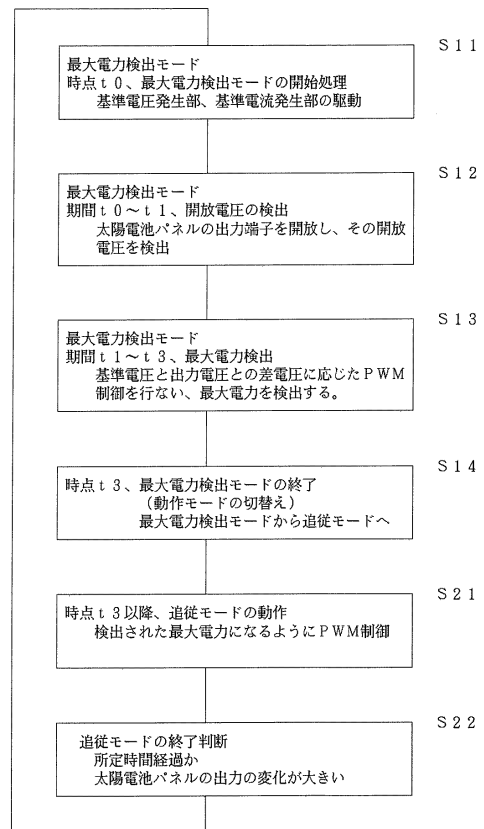 S11
最大電力検出モード
時点t0、最大電力検出モードの開始処理
基準電圧発生部、基準電流発生部の駆動
S12
最大電力検出モード
期間t0〜t1、開放電圧の検出
太陽電池パネルの出力端子を開放し、その開放
電圧を検出
S13
最大電力検出モード
期間t1〜t3、最大電力検出
基準電圧と出力電圧との差電圧に応じたPWM
制御を行ない、最大電力を検出する。
S14
時点t3、最大電力検出モードの終了
(動作モードの切替え)
最大電力検出モードから追従モードへ
S21
時点t3以降、追従モードの動作
検出された最大電力になるようにPWM制御
S22
追従モードの終了判断
所定時間経過か
太陽電池パネルの出力の変化が大きい